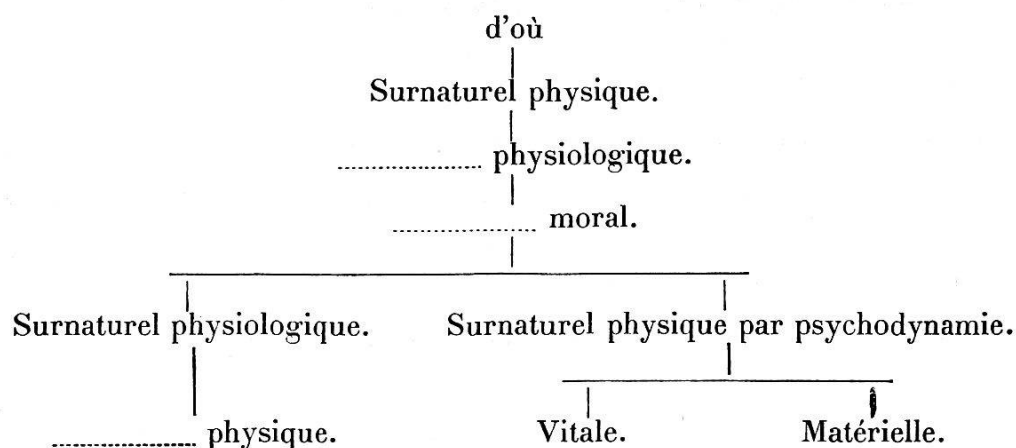 d'où
Surnaturel physique.
.................. physiologique.
.................. moral.
Surnaturel physiologique. Surnaturel physique par psychodynamie.
.................. physique. Vitale. Matérielle.